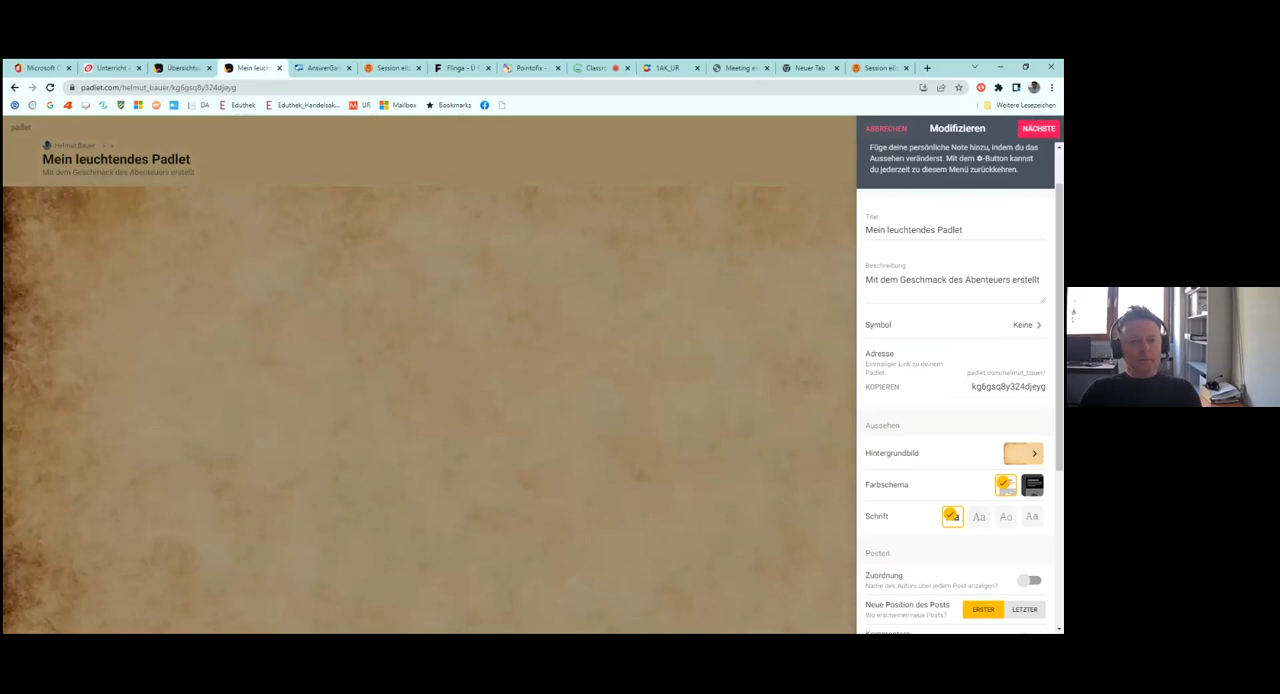 Microsoft C
Unterricht
Übersichts
Mein leuch
AnswerGa
Session eB
Flinga - Ü
Pointofix -
Classr
1AK_UR
Meeting e
Neuer Tab
Session eB
padlet.com/helmut_bauer/kg6gsq8y324djeyg
DA
Eduthek
Eduthek_Handelsak...
UR
Mailbox
Bookmarks
Weitere Lesezeichen
padlet
Helmut Bauer
Mein leuchtendes Padlet
Mit dem Geschmack des Abenteuers erstellt
ABBRECHEN
Modifizieren
NÄCHSTE
Füge deine persönliche Note hinzu, indem du das
Aussehen veränderst. Mit dem ⚙-Button kannst
du jederzeit zu diesem Menü zurückkehren.
Titel
Mein leuchtendes Padlet
Beschreibung
Mit dem Geschmack des Abenteuers erstellt
Symbol
Keine
Adresse
Einmaliger Link zu deinem
Padlet
padlet.com/helmut_bauer/
KOPIEREN
kg6gsq8y324djeyg
Aussehen
Hintergrundbild
Farbschema
Schrift
Aa Aa Aa
Posten
Zuordnung
Name des Autors über jedem Post anzeigen?
Neue Position des Posts
Wo erscheinen neue Posts?
ERSTER
LETZTER